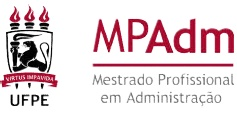 VIRTUS IMPAVIDA
UFPE
MPAdm
Mestrado Profissional
em Administração